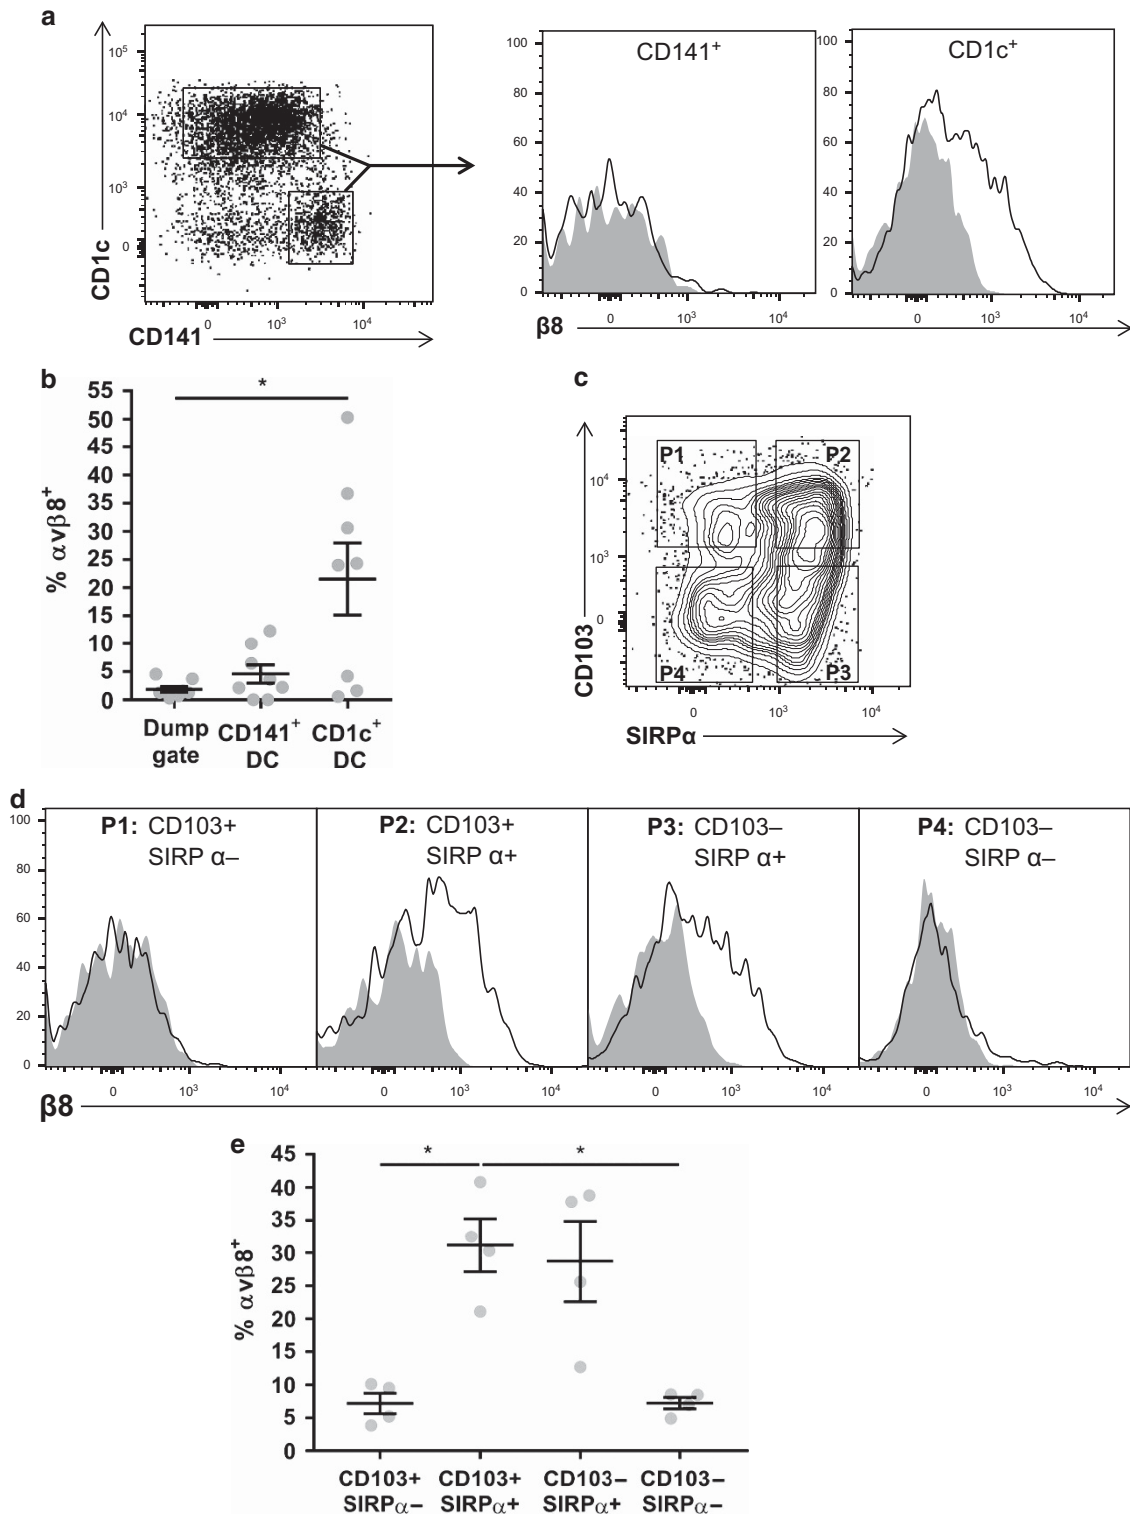 a
CD1c
10⁵
10⁴
10³
0
0
10³
10⁴
CD141
100
80
60
40
20
0
CD141⁺
0
10³
10⁴
100
80
60
40
20
0
CD1c⁺
0
10³
10⁴
β8
b
% αvβ8⁺
55
50
45
40
35
30
25
20
15
10
5
0
*
Dump gate
CD141⁺ DC
CD1c⁺ DC
c
CD103
10⁴
10³
0
P1
P2
P4
P3
0
10³
10⁴
SIRPα
d
100
80
60
40
20
0
P1: CD103+
SIRP α–
P2: CD103+
SIRP α+
P3: CD103–
SIRP α+
P4: CD103–
SIRP α–
0
10³
10⁴
0
10³
10⁴
0
10³
10⁴
0
10³
10⁴
β8
e
% αvβ8⁺
45
40
35
30
25
20
15
10
5
0
*
*
CD103+ SIRPα–
CD103+ SIRPα+
CD103– SIRPα+
CD103– SIRPα–